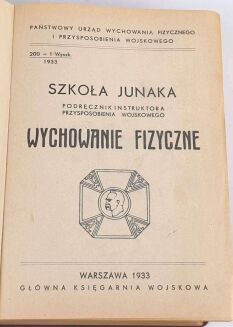 PAŃSTWOWY URZĄD WYCHOWANIA FIZYCZNEGO
I PRZYSPOSOBIENIA WOJSKOWEGO
200 – I-Wyszk.
1933
SZKOŁA JUNAKA
PODRĘCZNIK INSTRUKTORA
PRZYSPOSOBIENIA WOJSKOWEGO
WYCHOWANIE FIZYCZNE
WARSZAWA 1933
GŁÓWNA KSIĘGARNIA WOJSKOWA